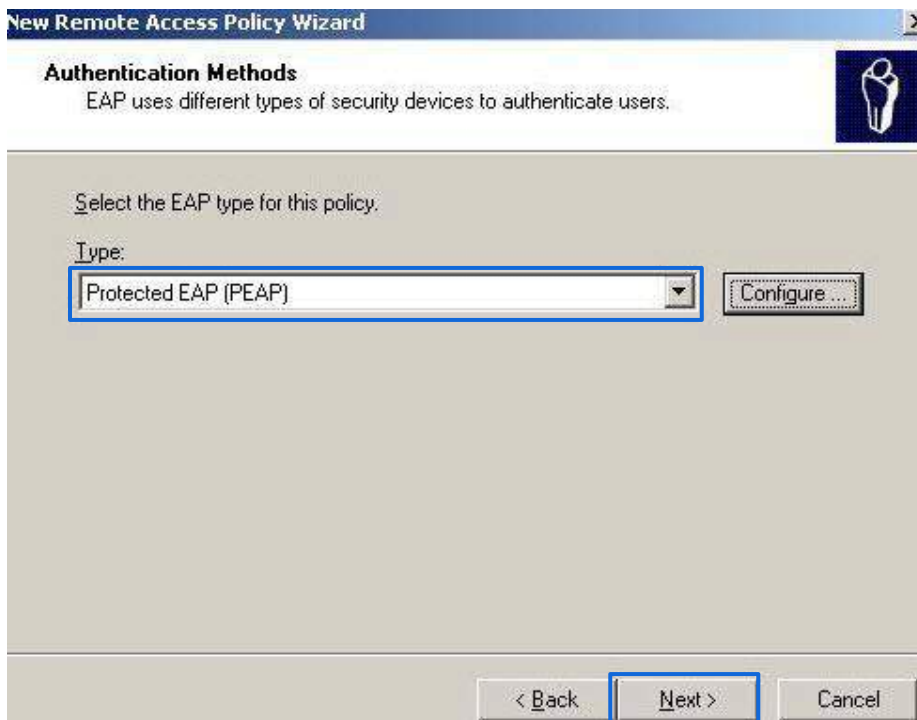 New Remote Access Policy Wizard
Authentication Methods
EAP uses different types of security devices to authenticate users.
Select the EAP type for this policy.
Type:
Protected EAP (PEAP)
Configure ...
< Back
Next >
Cancel